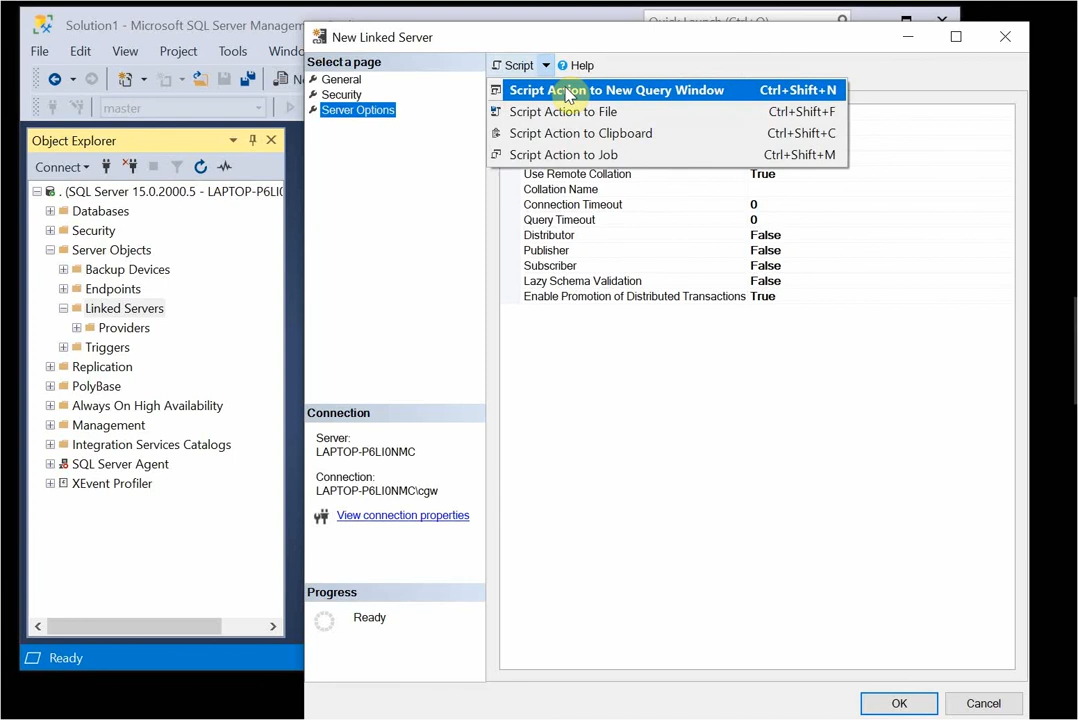 Solution1 - Microsoft SQL Server Manage
New Linked Server
File Edit View Project Tools Windo
master
Object Explorer
Connect
. (SQL Server 15.0.2000.5 - LAPTOP-P6LI0
Databases
Security
Server Objects
Backup Devices
Endpoints
Linked Servers
Providers
Triggers
Replication
PolyBase
Always On High Availability
Management
Integration Services Catalogs
SQL Server Agent
XEvent Profiler
Ready
Select a page
General
Security
Server Options
Connection
Server:
LAPTOP-P6LI0NMC
Connection:
LAPTOP-P6LI0NMC\cgw
View connection properties
Progress
Ready
Script Help
Script Action to New Query Window Ctrl+Shift+N
Script Action to File Ctrl+Shift+F
Script Action to Clipboard Ctrl+Shift+C
Script Action to Job Ctrl+Shift+M
Use Remote Collation True
Collation Name
Connection Timeout 0
Query Timeout 0
Distributor False
Publisher False
Subscriber False
Lazy Schema Validation False
Enable Promotion of Distributed Transactions True
OK Cancel